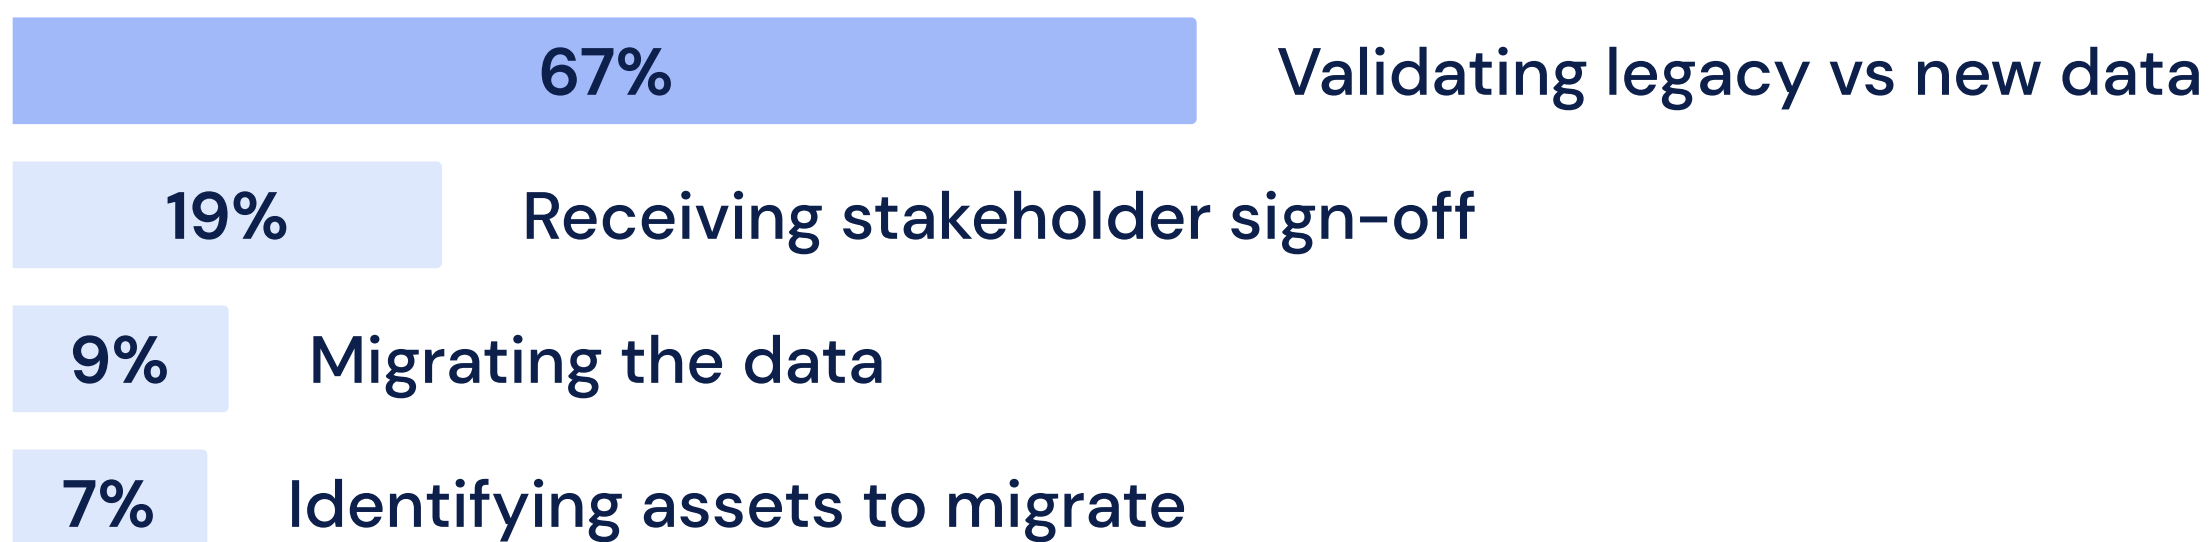 67% Validating legacy vs new data
19% Receiving stakeholder sign-off
9% Migrating the data
7% Identifying assets to migrate